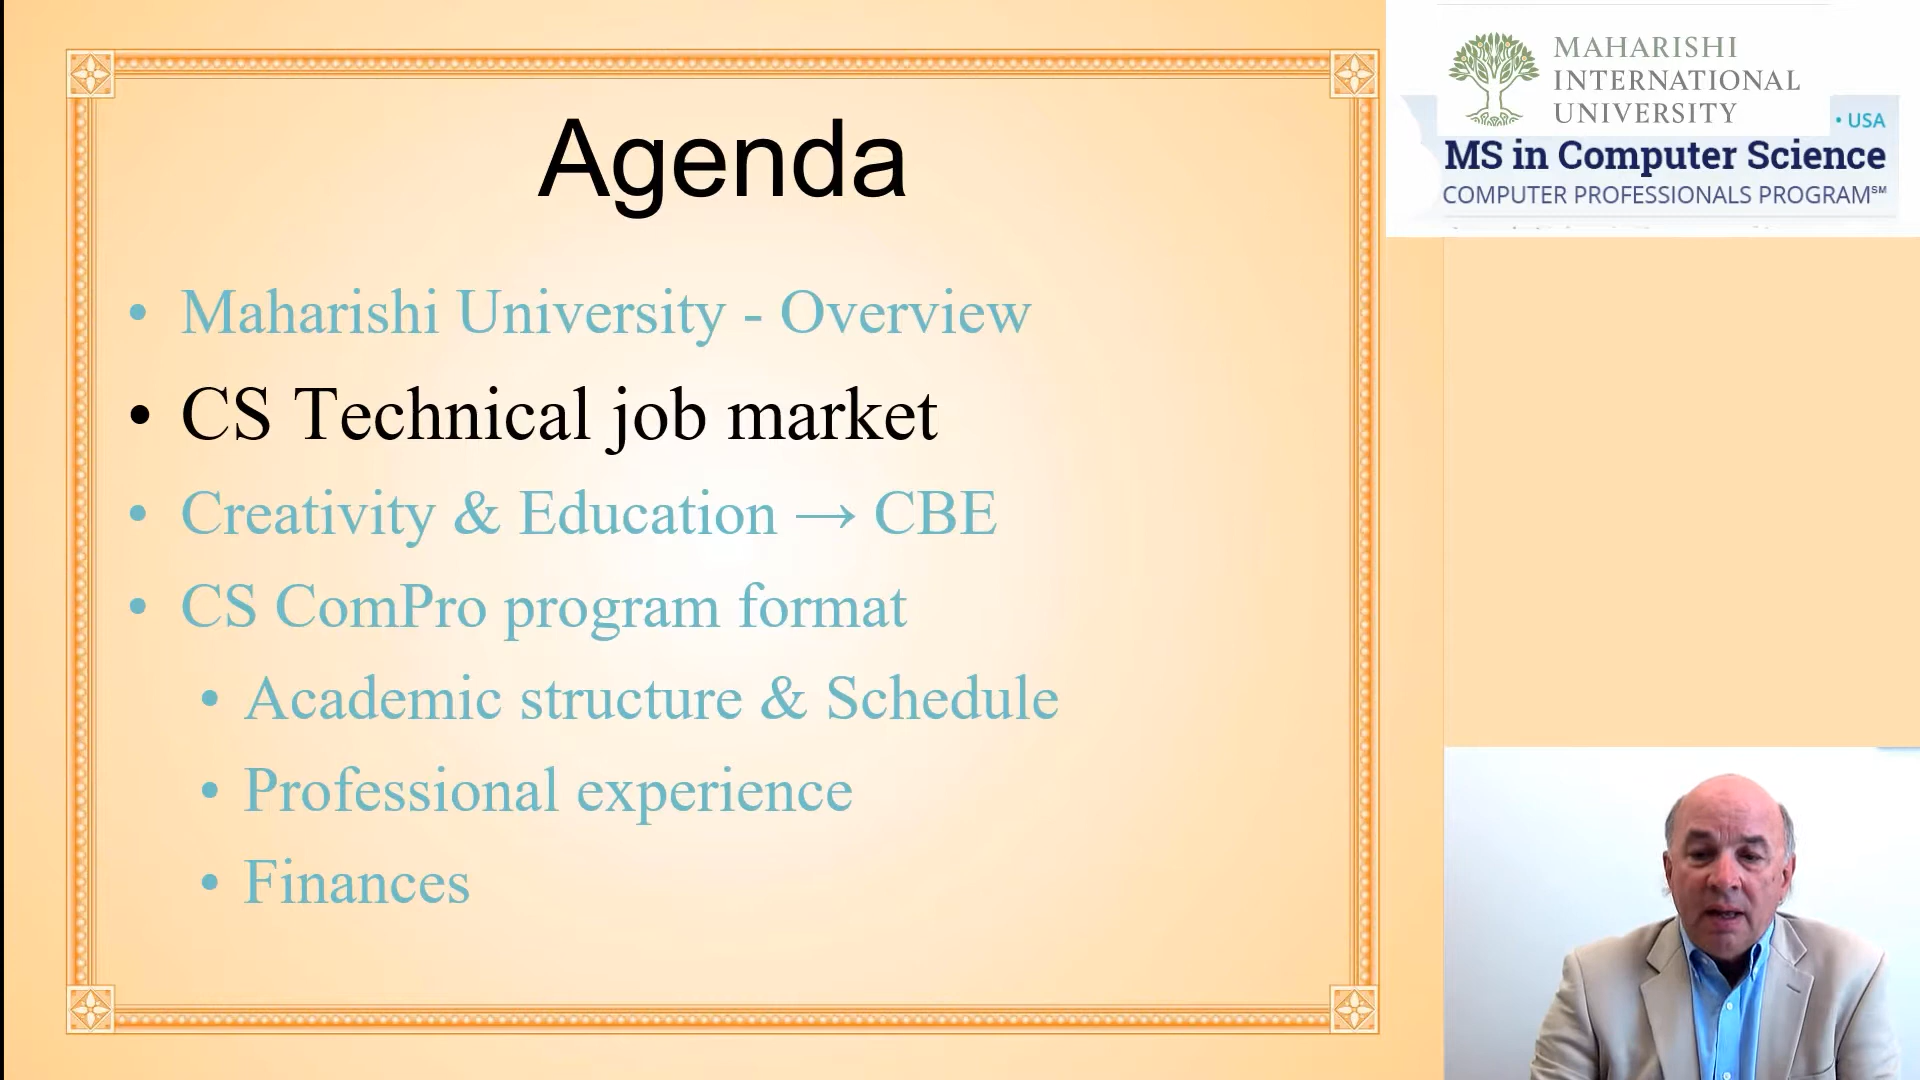 Agenda
• Maharishi University - Overview
• CS Technical job market
• Creativity & Education → CBE
• CS ComPro program format
• Academic structure & Schedule
• Professional experience
• Finances
MAHARISHI
INTERNATIONAL
UNIVERSITY
• USA
MS in Computer Science
COMPUTER PROFESSIONALS PROGRAM℠